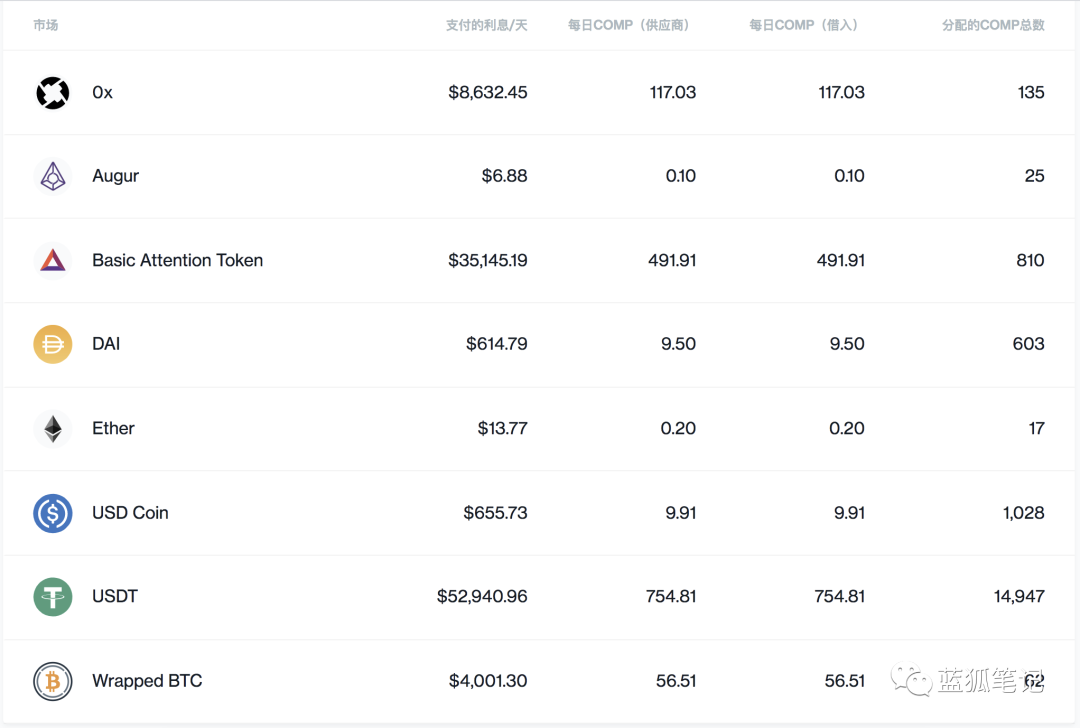 市场 支付的利息/天 每日COMP（供应商） 每日COMP（借入） 分配的COMP总数
0x $8,632.45 117.03 117.03 135
Augur $6.88 0.10 0.10 25
Basic Attention Token $35,145.19 491.91 491.91 810
DAI $614.79 9.50 9.50 603
Ether $13.77 0.20 0.20 17
USD Coin $655.73 9.91 9.91 1,028
USDT $52,940.96 754.81 754.81 14,947
Wrapped BTC $4,001.30 56.51 56.51 62
蓝狐笔记